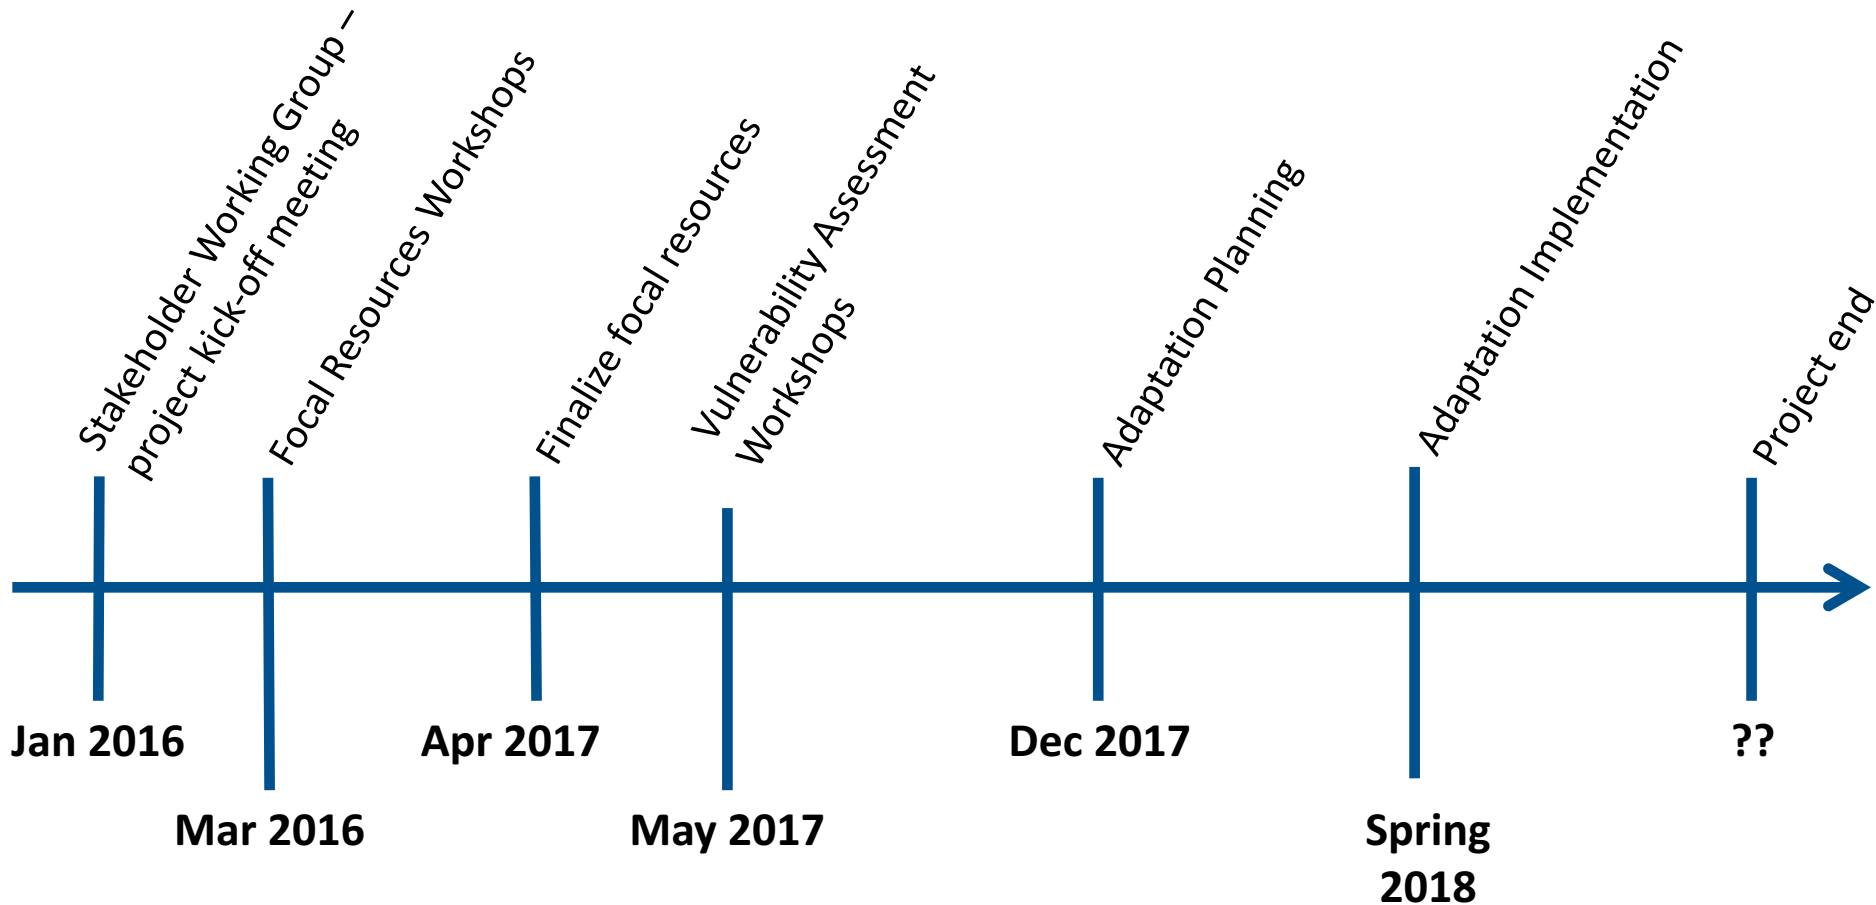 Stakeholder Working Group –
project kick-off meeting
Focal Resources Workshops
Finalize focal resources
Vulnerability Assessment
Workshops
Adaptation Planning
Adaptation Implementation
Project end
Jan 2016
Mar 2016
Apr 2017
May 2017
Dec 2017
Spring
2018
??